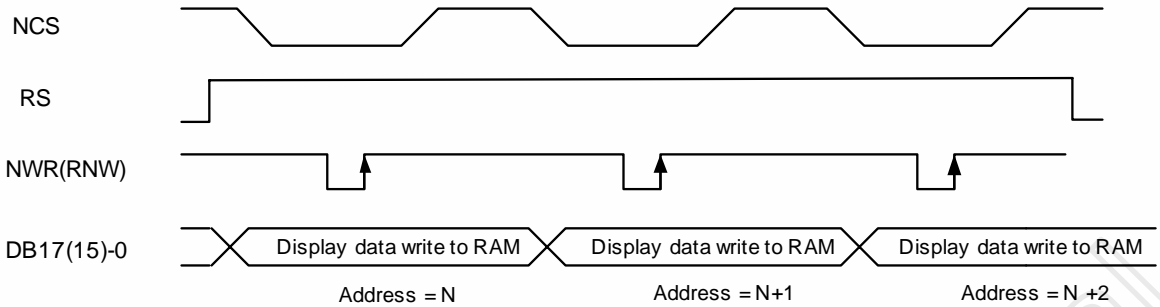 NCS
RS
NWR(RNW)
DB17(15)-0 Display data write to RAM Display data write to RAM Display data write to RAM
Address = N Address = N+1 Address = N +2